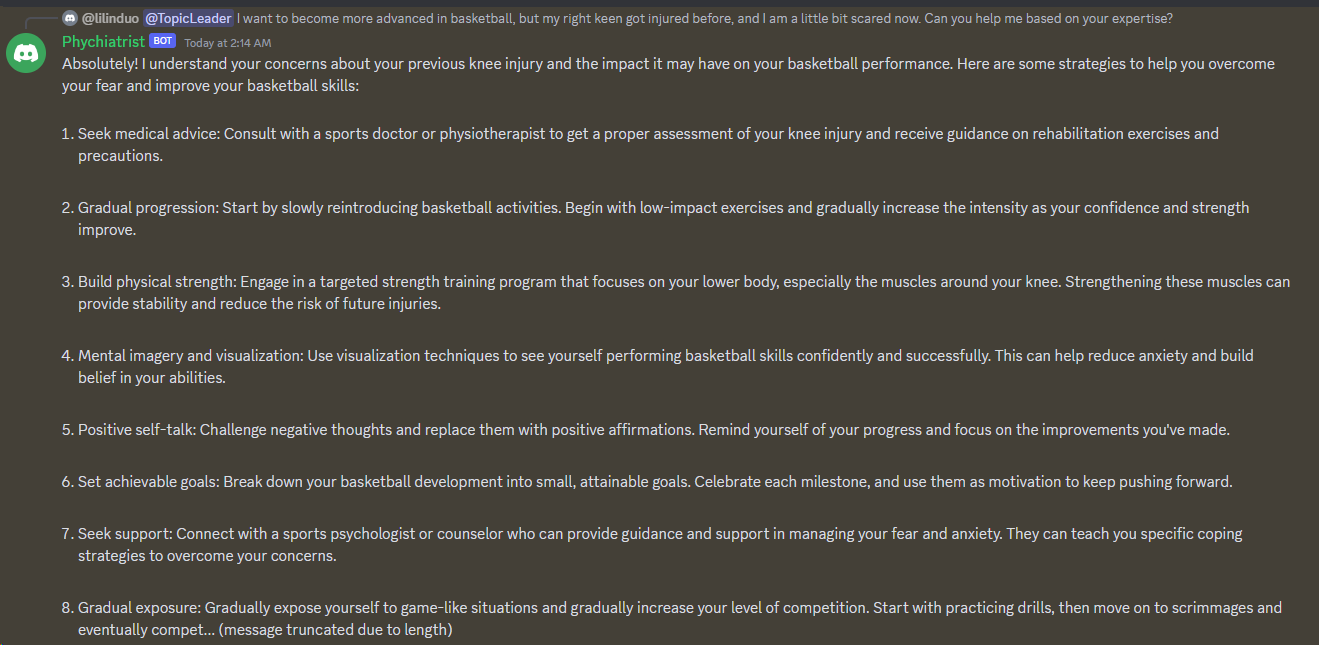 @lilinduo @TopicLeader I want to become more advanced in basketball, but my right keen got injured before, and I am a little bit scared now. Can you help me based on your expertise?
Phychiatrist BOT Today at 2:14 AM
Absolutely! I understand your concerns about your previous knee injury and the impact it may have on your basketball performance. Here are some strategies to help you overcome
your fear and improve your basketball skills:
1. Seek medical advice: Consult with a sports doctor or physiotherapist to get a proper assessment of your knee injury and receive guidance on rehabilitation exercises and
precautions.
2. Gradual progression: Start by slowly reintroducing basketball activities. Begin with low-impact exercises and gradually increase the intensity as your confidence and strength
improve.
3. Build physical strength: Engage in a targeted strength training program that focuses on your lower body, especially the muscles around your knee. Strengthening these muscles can
provide stability and reduce the risk of future injuries.
4. Mental imagery and visualization: Use visualization techniques to see yourself performing basketball skills confidently and successfully. This can help reduce anxiety and build
belief in your abilities.
5. Positive self-talk: Challenge negative thoughts and replace them with positive affirmations. Remind yourself of your progress and focus on the improvements you've made.
6. Set achievable goals: Break down your basketball development into small, attainable goals. Celebrate each milestone, and use them as motivation to keep pushing forward.
7. Seek support: Connect with a sports psychologist or counselor who can provide guidance and support in managing your fear and anxiety. They can teach you specific coping
strategies to overcome your concerns.
8. Gradual exposure: Gradually expose yourself to game-like situations and gradually increase your level of competition. Start with practicing drills, then move on to scrimmages and
eventually compet... (message truncated due to length)